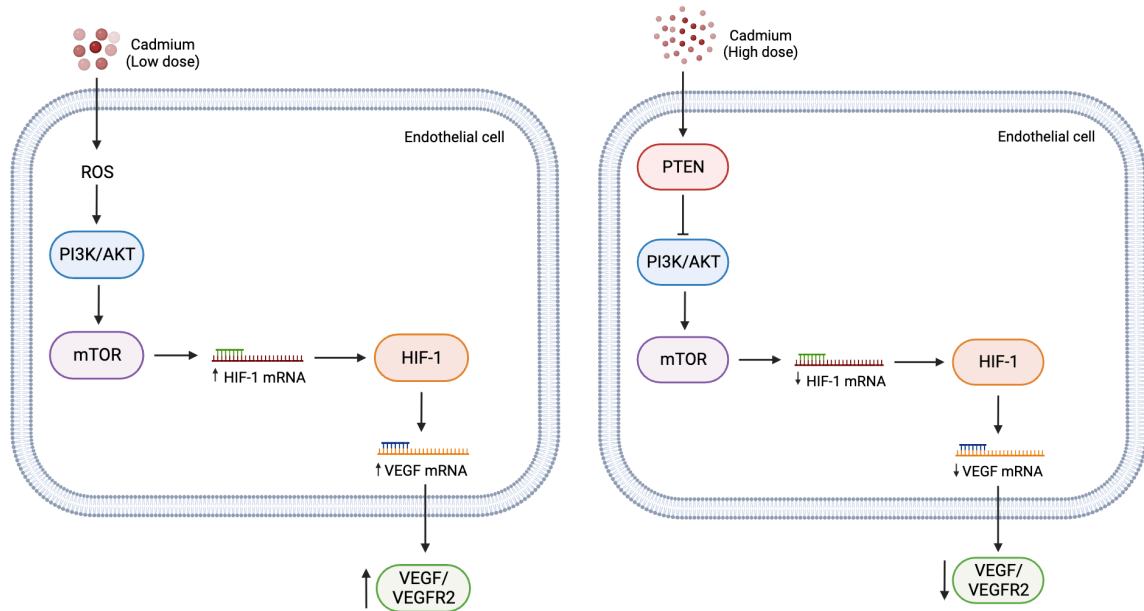 Cadmium
(Low dose)
Endothelial cell
ROS
PI3K/AKT
mTOR
↑ HIF-1 mRNA
HIF-1
↑ VEGF mRNA
↑ VEGF/
VEGFR2
Cadmium
(High dose)
Endothelial cell
PTEN
PI3K/AKT
mTOR
↓ HIF-1 mRNA
HIF-1
↓ VEGF mRNA
↓ VEGF/
VEGFR2